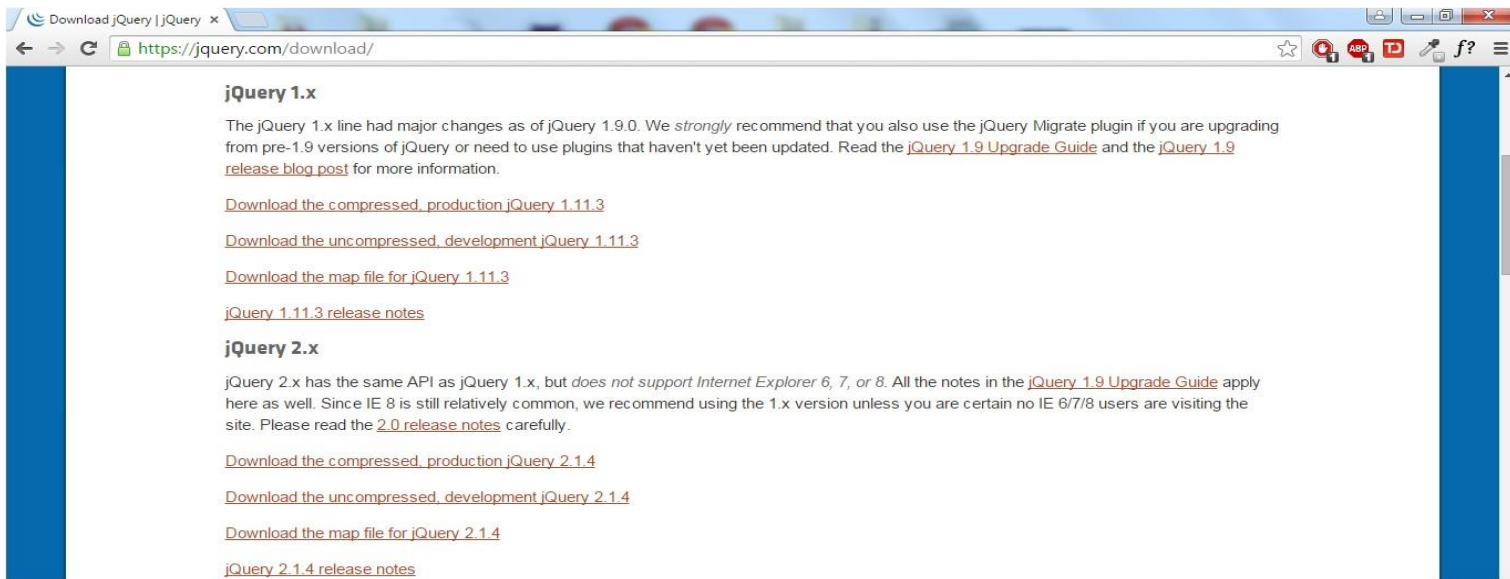 Download jQuery | jQuery
https://jquery.com/download/
1
ABP
1
f?
jQuery 1.x
The jQuery 1.x line had major changes as of jQuery 1.9.0. We strongly recommend that you also use the jQuery Migrate plugin if you are upgrading
from pre-1.9 versions of jQuery or need to use plugins that haven't yet been updated. Read the jQuery 1.9 Upgrade Guide and the jQuery 1.9
release blog post for more information.
Download the compressed, production jQuery 1.11.3
Download the uncompressed, development jQuery 1.11.3
Download the map file for jQuery 1.11.3
jQuery 1.11.3 release notes
jQuery 2.x
jQuery 2.x has the same API as jQuery 1.x, but does not support Internet Explorer 6, 7, or 8. All the notes in the jQuery 1.9 Upgrade Guide apply
here as well. Since IE 8 is still relatively common, we recommend using the 1.x version unless you are certain no IE 6/7/8 users are visiting the
site. Please read the 2.0 release notes carefully.
Download the compressed, production jQuery 2.1.4
Download the uncompressed, development jQuery 2.1.4
Download the map file for jQuery 2.1.4
jQuery 2.1.4 release notes